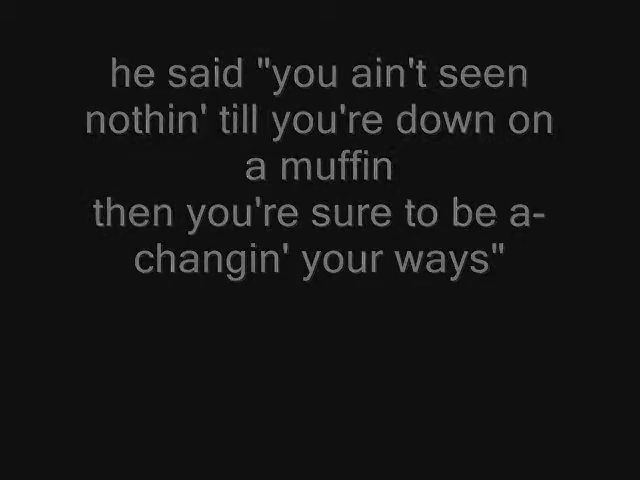 he said "you ain't seen
nothin' till you're down on
a muffin
then you're sure to be a-
changin' your ways"